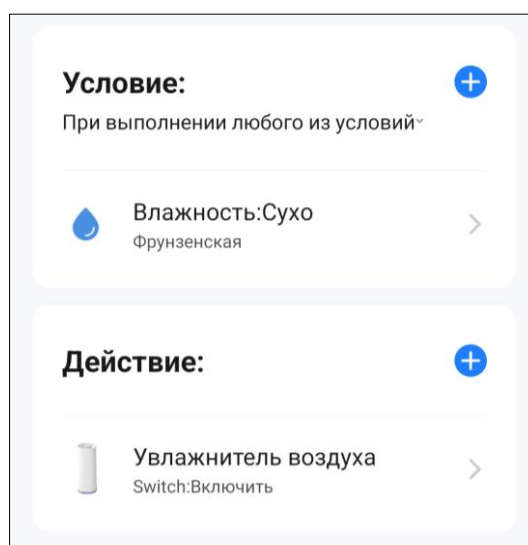 Условие:
При выполнении любого из условий
Влажность:Сухо
Фрунзенская
Действие:
Увлажнитель воздуха
Switch:Включить